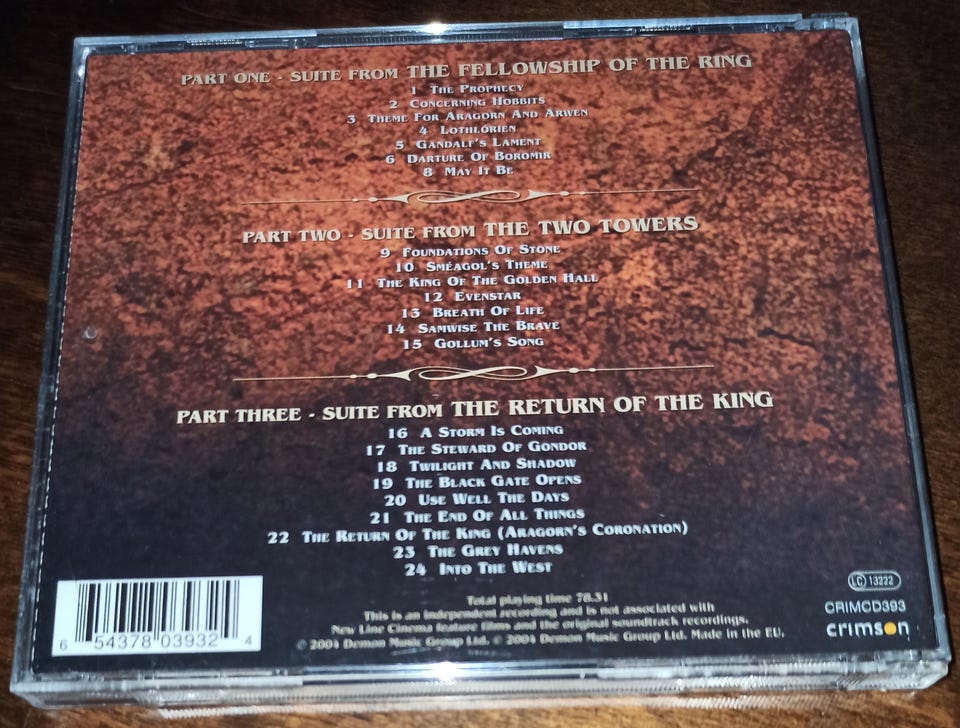 PART ONE - SUITE FROM THE FELLOWSHIP OF THE RING
1 THE PROPHECY
2 CONCERNING HOBBITS
3 THEME FOR ARAGORN AND ARWEN
4 LOTHLÓRIEN
5 GANDALF'S LAMENT
6 DARTURE OF BOROMIR
8 MAY IT BE
PART TWO - SUITE FROM THE TWO TOWERS
9 FOUNDATIONS OF STONE
10 SMÉAGOL'S THEME
11 THE KING OF THE GOLDEN HALL
12 EVENSTAR
13 BREATH OF LIFE
14 SAMWISE THE BRAVE
15 GOLLUM'S SONG
PART THREE - SUITE FROM THE RETURN OF THE KING
16 A STORM IS COMING
17 THE STEWARD OF GONDOR
18 TWILIGHT AND SHADOW
19 THE BLACK GATE OPENS
20 USE WELL THE DAYS
21 THE END OF ALL THINGS
22 THE RETURN OF THE KING (ARAGORN'S CORONATION)
23 THE GREY HAVENS
24 INTO THE WEST
Total playing time 78.31
This is an independent recording and is not associated with
New Line Cinema feature films and the original soundtrack recordings.
℗ 2004 Demon Music Group Ltd. © 2004 Demon Music Group Ltd. Made in the EU.
6 54378 03932 4
LC 13222
CRIMCD393
crimson